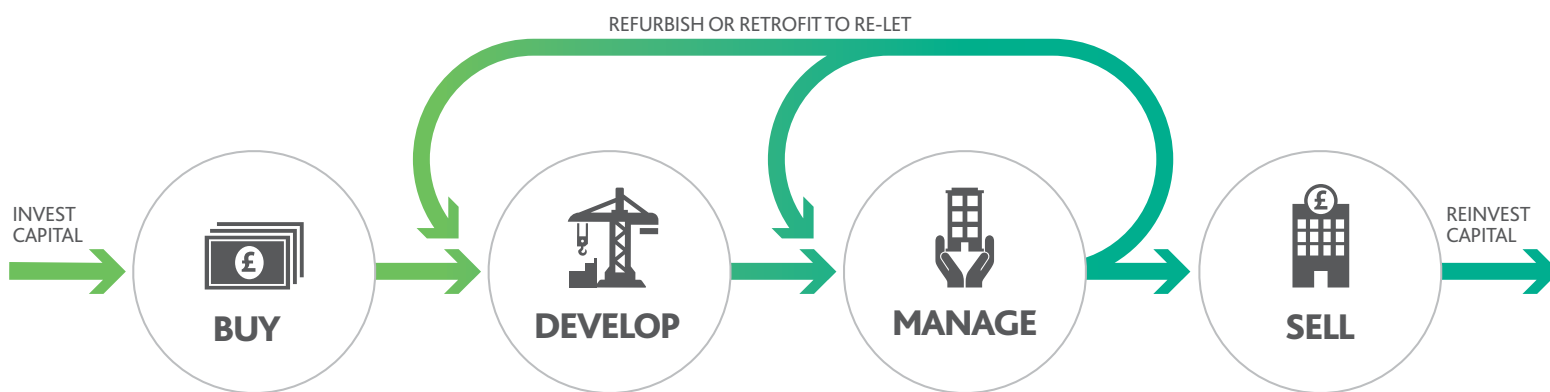 REFURBISH OR RETROFIT TO RE-LET
INVEST
CAPITAL
£
BUY
DEVELOP
MANAGE
£
SELL
REINVEST
CAPITAL